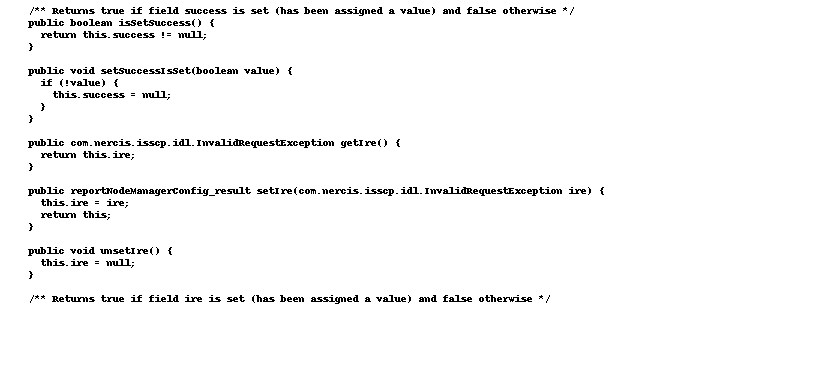 /** Returns true if field success is set (has been assigned a value) and false otherwise */
public boolean isSetSuccess() {
return this.success != null;
}
public void setSuccessIsSet(boolean value) {
if (!value) {
this.success = null;
}
}
public com.nercis.isscp.idl.InvalidRequestException getIre() {
return this.ire;
}
public reportNodeManagerConfig_result setIre(com.nercis.isscp.idl.InvalidRequestException ire) {
this.ire = ire;
return this;
}
public void unsetIre() {
this.ire = null;
}
/** Returns true if field ire is set (has been assigned a value) and false otherwise */